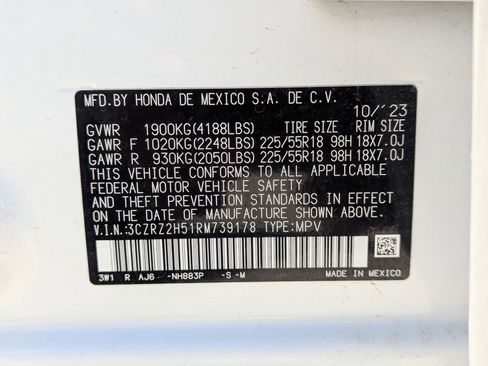 MFD.BY HONDA DE MEXICO S.A. DE C.V.
10/'23
GVWR 1900KG(4188LBS) TIRE SIZE RIM SIZE
GAWR F 1020KG(2248LBS) 225/55R18 98H 18X7.0J
GAWR R 930KG(2050LBS) 225/55R18 98H 18X7.0J
THIS VEHICLE CONFORMS TO ALL APPLICABLE
FEDERAL MOTOR VEHICLE SAFETY
AND THEFT PREVENTION STANDARDS IN EFFECT
ON THE DATE OF MANUFACTURE SHOWN ABOVE.
V.I.N.:3CZRZ2H51RM739178 TYPE:MPV
3W1 R AJ6 -NH883P -S -M
MADE IN MEXICO